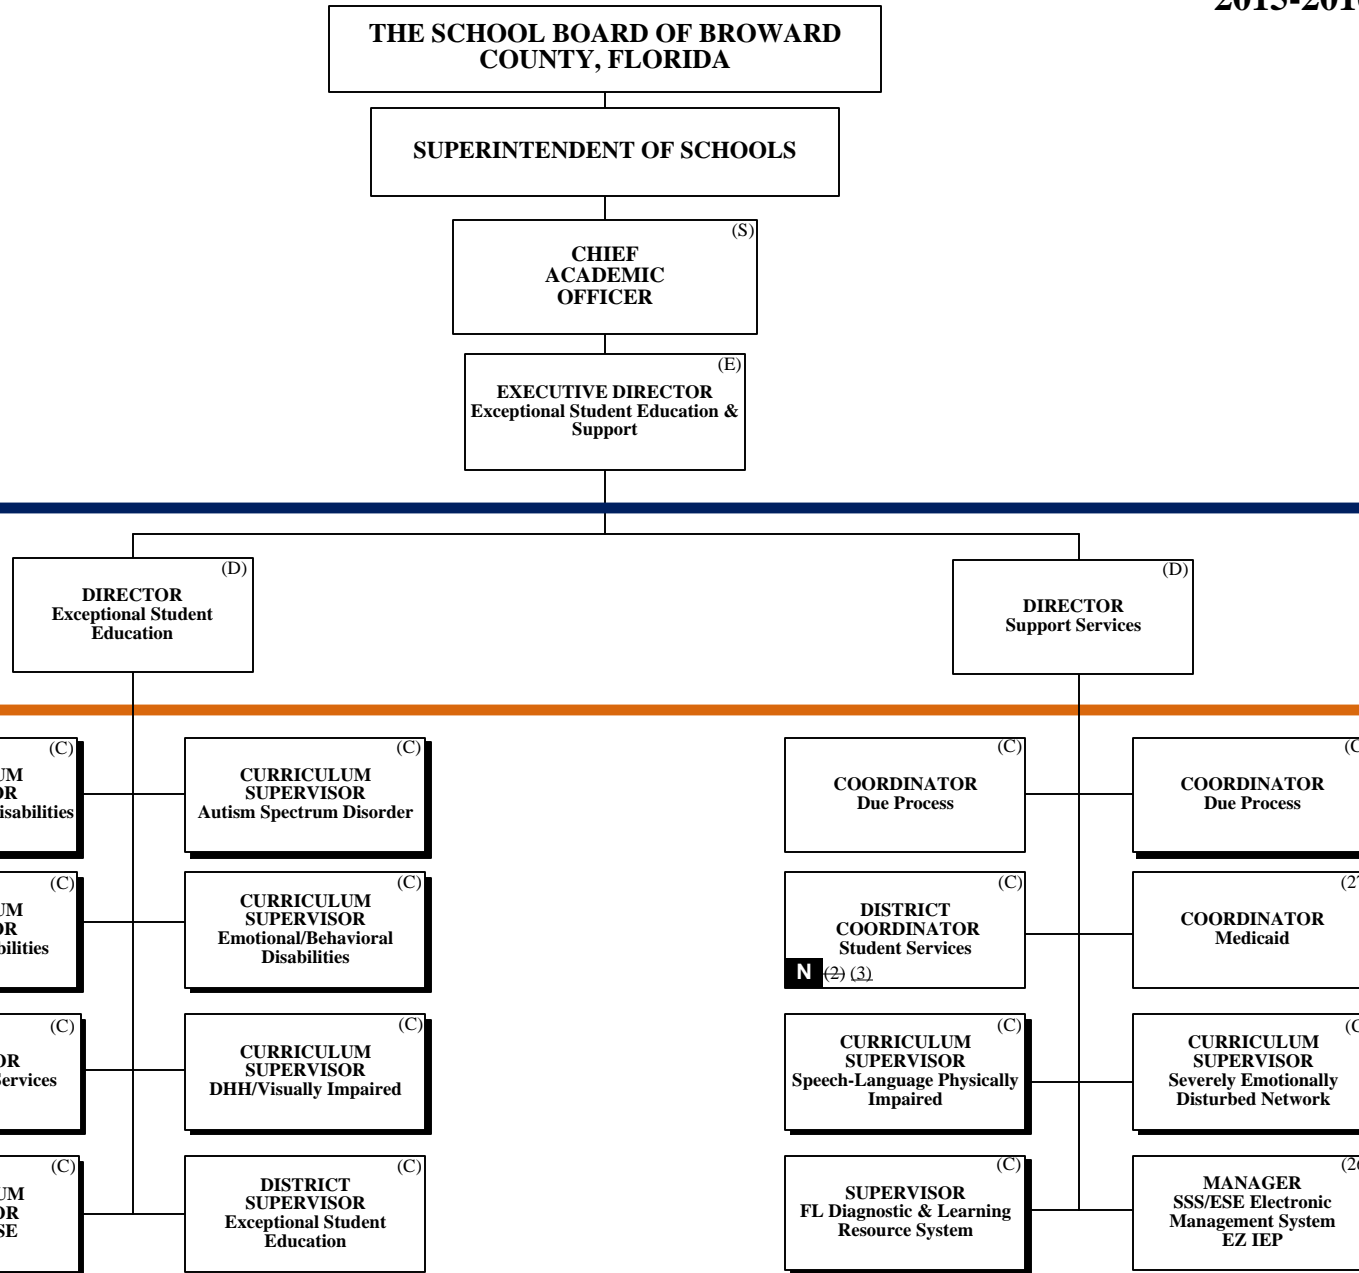 THE SCHOOL BOARD OF BROWARD
COUNTY, FLORIDA
SUPERINTENDENT OF SCHOOLS
(S)
CHIEF
ACADEMIC
OFFICER
(E)
EXECUTIVE DIRECTOR
Exceptional Student Education &
Support
(D)
DIRECTOR
Exceptional Student
Education
(D)
DIRECTOR
Support Services
(C)
(C)
CURRICULUM
SUPERVISOR
Autism Spectrum Disorder
(C)
COORDINATOR
Due Process
COORDINATOR
Due Process
(C)
(C)
CURRICULUM
SUPERVISOR
Emotional/Behavioral
Disabilities
(C)
DISTRICT
COORDINATOR
Student Services
N (2) (3)
COORDINATOR
Medicaid
(C)
Services
(C)
CURRICULUM
SUPERVISOR
DHH/Visually Impaired
(C)
CURRICULUM
SUPERVISOR
Speech-Language Physically
Impaired
CURRICULUM
SUPERVISOR
Severely Emotionally
Disturbed Network
(C)
(C)
DISTRICT
SUPERVISOR
Exceptional Student
Education
(C)
SUPERVISOR
FL Diagnostic & Learning
Resource System
MANAGER
SSS/ESE Electronic
Management System
EZ IEP